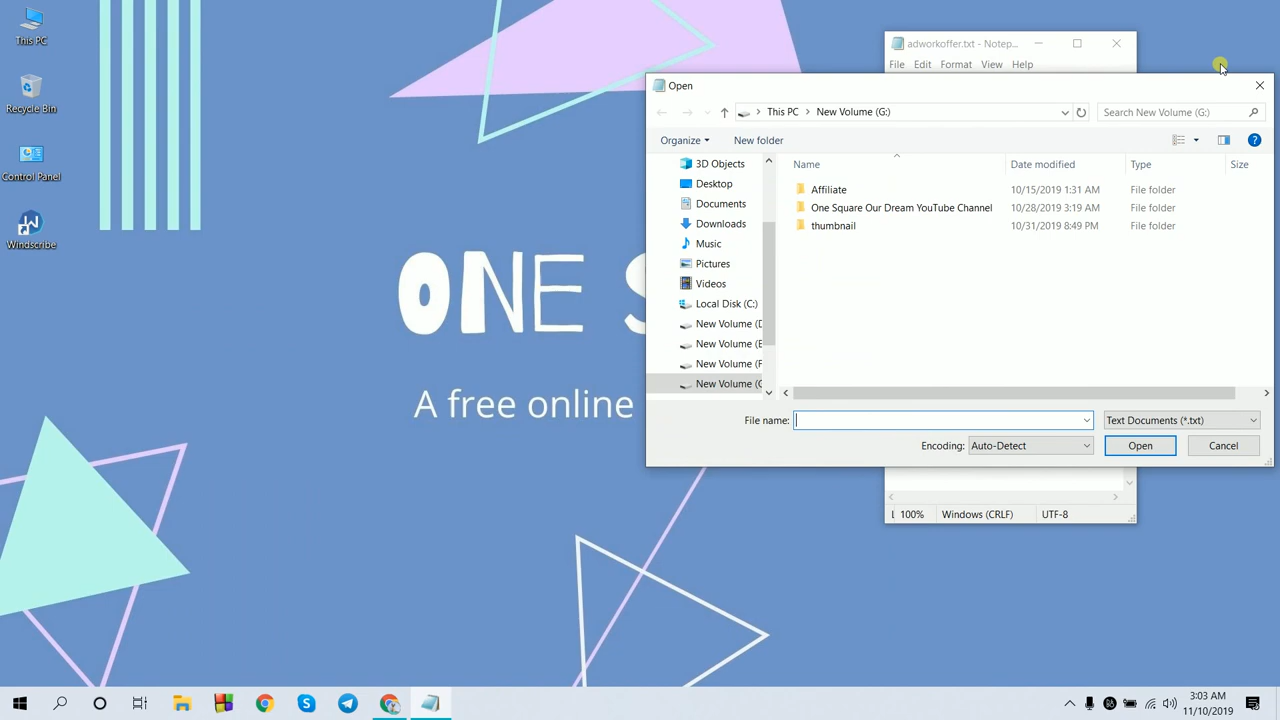 This PC
Recycle Bin
Control Panel
Windscribe
ONE S
A free online
adworkoffer.txt - Notep...
File Edit Format View Help
Open
This PC > New Volume (G:)
Search New Volume (G:)
Organize
New folder
3D Objects
Desktop
Documents
Downloads
Music
Pictures
Videos
Local Disk (C:)
New Volume (D
New Volume (E
New Volume (F
New Volume (G
Name Date modified Type Size
Affiliate 10/15/2019 1:31 AM File folder
One Square Our Dream YouTube Channel 10/28/2019 3:19 AM File folder
thumbnail 10/31/2019 8:49 PM File folder
File name:
Text Documents (*.txt)
Encoding: Auto-Detect
Open
Cancel
100% Windows (CRLF) UTF-8
3:03 AM
11/10/2019